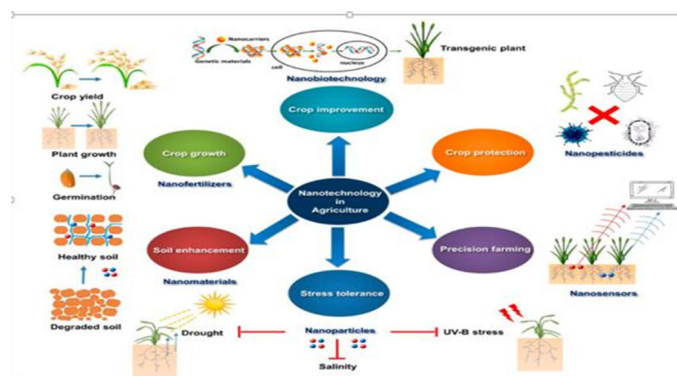 Nanocarriers
Genetic materials
cell
nucleus
Transgenic plant
Nanobiotechnology
Crop yield
Crop improvement
Plant growth
Crop growth
Nanofertilizers
Crop protection
Nanopesticides
Germination
Nanotechnology
in
Agriculture
Healthy soil
Soil enhancement
Nanomaterials
Precision farming
Nanosensors
Degraded soil
Stress tolerance
Drought
Nanoparticles
UV-B stress
Salinity